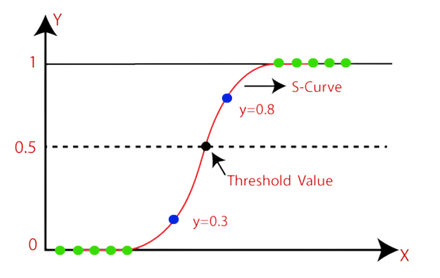 Y
1
S-Curve
y=0.8
0.5
Threshold Value
y=0.3
0
X